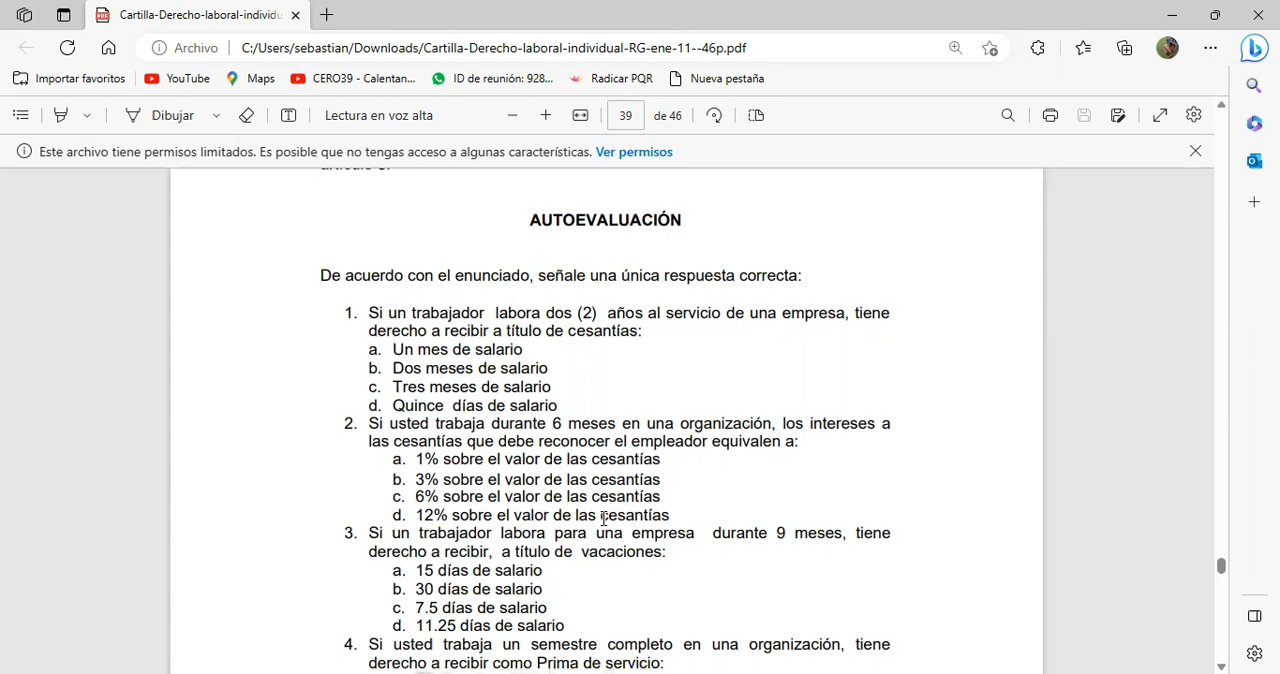 Cartilla-Derecho-laboral-individu
Archivo C:/Users/sebastian/Downloads/Cartilla-Derecho-laboral-individual-RG-ene-11--46p.pdf
Importar favoritos YouTube Maps CERO39 - Calentan... ID de reunión: 928... Radicar PQR Nueva pestaña
Dibujar Lectura en voz alta 39 de 46
Este archivo tiene permisos limitados. Es posible que no tengas acceso a algunas características. Ver permisos
AUTOEVALUACIÓN
De acuerdo con el enunciado, señale una única respuesta correcta:
1. Si un trabajador labora dos (2) años al servicio de una empresa, tiene
derecho a recibir a título de cesantías:
a. Un mes de salario
b. Dos meses de salario
c. Tres meses de salario
d. Quince días de salario
2. Si usted trabaja durante 6 meses en una organización, los intereses a
las cesantías que debe reconocer el empleador equivalen a:
a. 1% sobre el valor de las cesantías
b. 3% sobre el valor de las cesantías
c. 6% sobre el valor de las cesantías
d. 12% sobre el valor de las cesantías
3. Si un trabajador labora para una empresa durante 9 meses, tiene
derecho a recibir, a título de vacaciones:
a. 15 días de salario
b. 30 días de salario
c. 7.5 días de salario
d. 11.25 días de salario
4. Si usted trabaja un semestre completo en una organización, tiene
derecho a recibir como Prima de servicio: